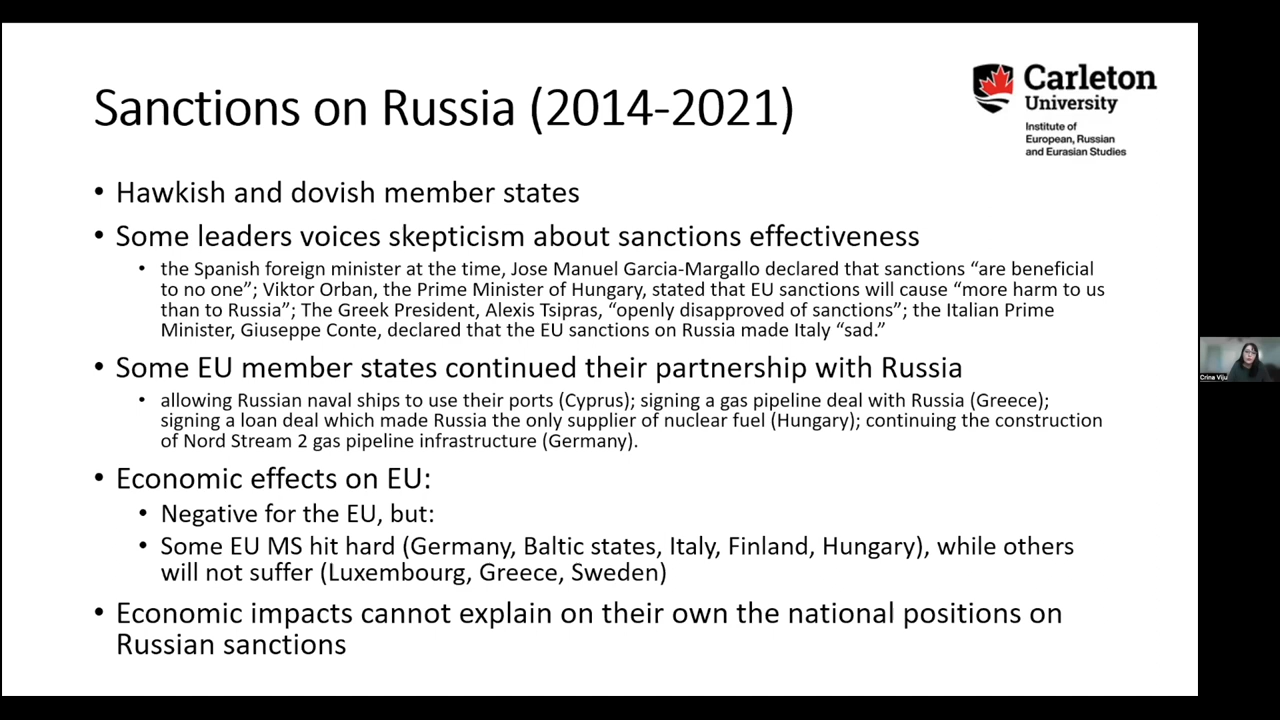 Sanctions on Russia (2014-2021)
Carleton
University
Institute of
European, Russian
and Eurasian Studies
• Hawkish and dovish member states
• Some leaders voices skepticism about sanctions effectiveness
• the Spanish foreign minister at the time, Jose Manuel Garcia-Margallo declared that sanctions “are beneficial
to no one”; Viktor Orban, the Prime Minister of Hungary, stated that EU sanctions will cause “more harm to us
than to Russia”; The Greek President, Alexis Tsipras, “openly disapproved of sanctions”; the Italian Prime
Minister, Giuseppe Conte, declared that the EU sanctions on Russia made Italy “sad.”
• Some EU member states continued their partnership with Russia
• allowing Russian naval ships to use their ports (Cyprus); signing a gas pipeline deal with Russia (Greece);
signing a loan deal which made Russia the only supplier of nuclear fuel (Hungary); continuing the construction
of Nord Stream 2 gas pipeline infrastructure (Germany).
• Economic effects on EU:
• Negative for the EU, but:
• Some EU MS hit hard (Germany, Baltic states, Italy, Finland, Hungary), while others
will not suffer (Luxembourg, Greece, Sweden)
• Economic impacts cannot explain on their own the national positions on
Russian sanctions
Crina Viju